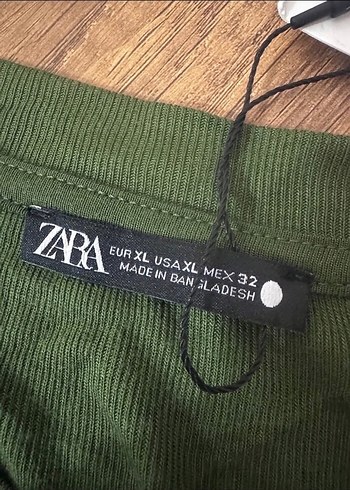 ZARA
EUR XL USA XL MEX 32
MADE IN BANGLADESH